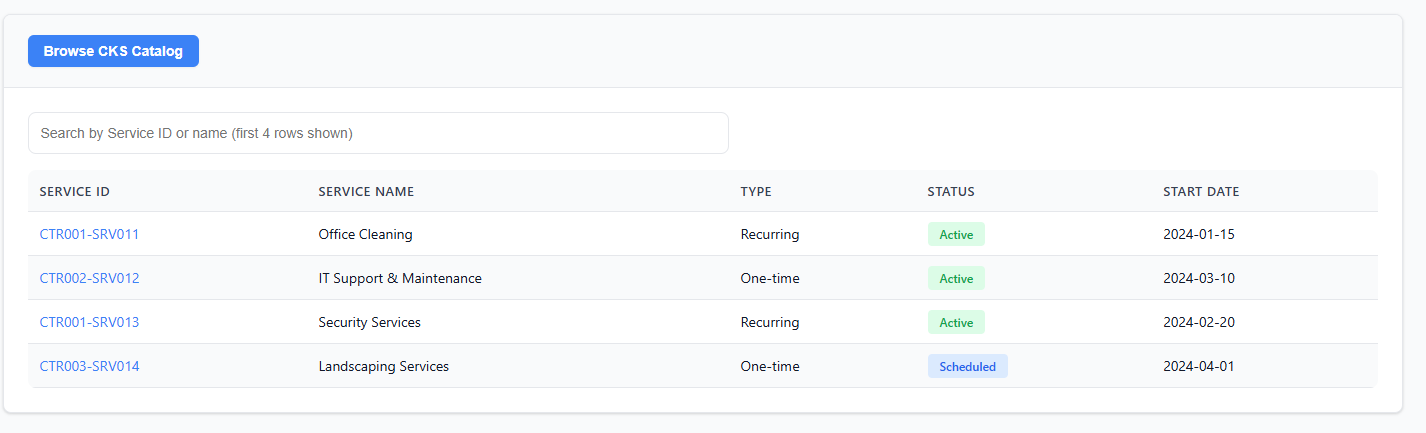 Browse CKS Catalog
Search by Service ID or name (first 4 rows shown)
SERVICE ID SERVICE NAME TYPE STATUS START DATE
CTR001-SRV011 Office Cleaning Recurring Active 2024-01-15
CTR002-SRV012 IT Support & Maintenance One-time Active 2024-03-10
CTR001-SRV013 Security Services Recurring Active 2024-02-20
CTR003-SRV014 Landscaping Services One-time Scheduled 2024-04-01